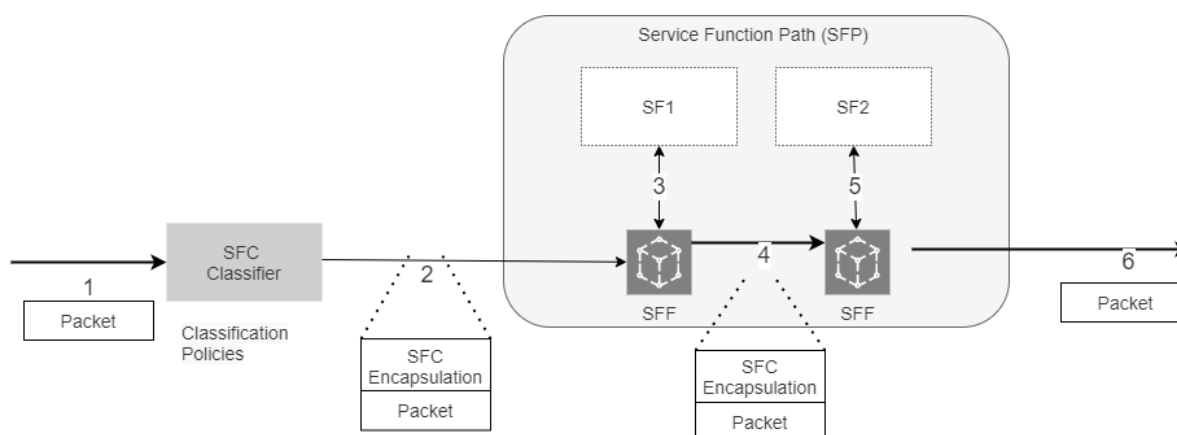 Service Function Path (SFP)
SF1
SF2
3
5
SFC
Classifier
1
2
4
6
Packet
SFF
SFF
Packet
Classification
Policies
SFC
Encapsulation
Packet
SFC
Encapsulation
Packet